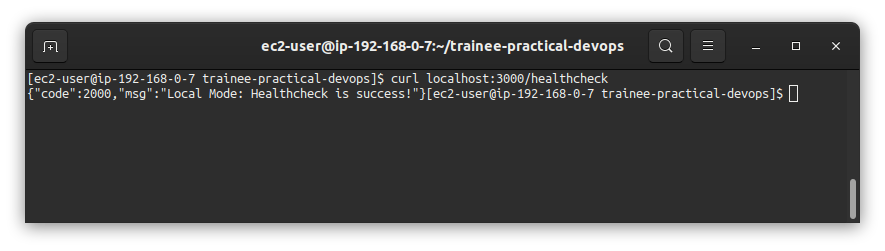 ec2-user@ip-192-168-0-7:~/trainee-practical-devops
[ec2-user@ip-192-168-0-7 trainee-practical-devops]$ curl localhost:3000/healthcheck
{"code":2000,"msg":"Local Mode: Healthcheck is success!"}[ec2-user@ip-192-168-0-7 trainee-practical-devops]$